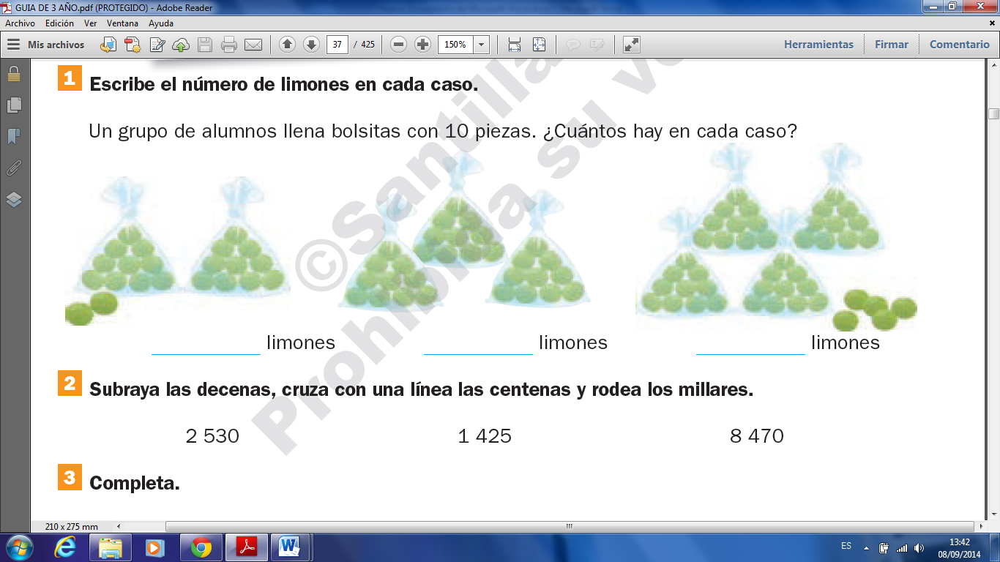 GUIA DE 3 AÑO.pdf (PROTEGIDO) - Adobe Reader
Archivo Edición Ver Ventana Ayuda
Mis archivos 37 / 425 150% Herramientas Firmar Comentario
1 Escribe el número de limones en cada caso.
Un grupo de alumnos llena bolsitas con 10 piezas. ¿Cuántos hay en cada caso?
limones limones limones
2 Subraya las decenas, cruza con una línea las centenas y rodea los millares.
2 530 1 425 8 470
3 Completa.
©Santilla
Prohibida su ve
210 x 275 mm
ES 13:42
08/09/2014